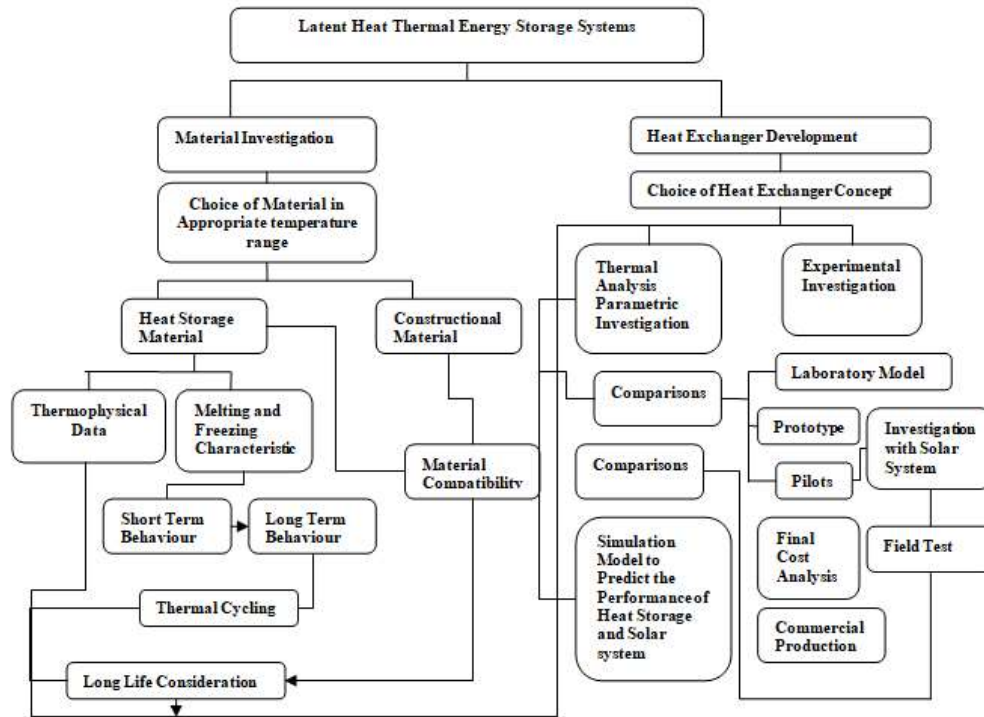 Latent Heat Thermal Energy Storage Systems
Material Investigation
Heat Exchanger Development
Choice of Material in
Appropriate temperature
range
Choice of Heat Exchanger Concept
Thermal
Analysis
Parametric
Investigation
Experimental
Investigation
Heat Storage
Material
Constructional
Material
Laboratory Model
Comparisons
Thermophysical
Data
Melting and
Freezing
Characteristic
Prototype
Investigation
with Solar
System
Comparisons
Material
Compatibility
Pilots
Short Term
Behaviour
Long Term
Behaviour
Simulation
Model to
Predict the
Performance of
Heat Storage
and Solar
system
Final
Cost
Analysis
Field Test
Thermal Cycling
Commercial
Production
Long Life Consideration